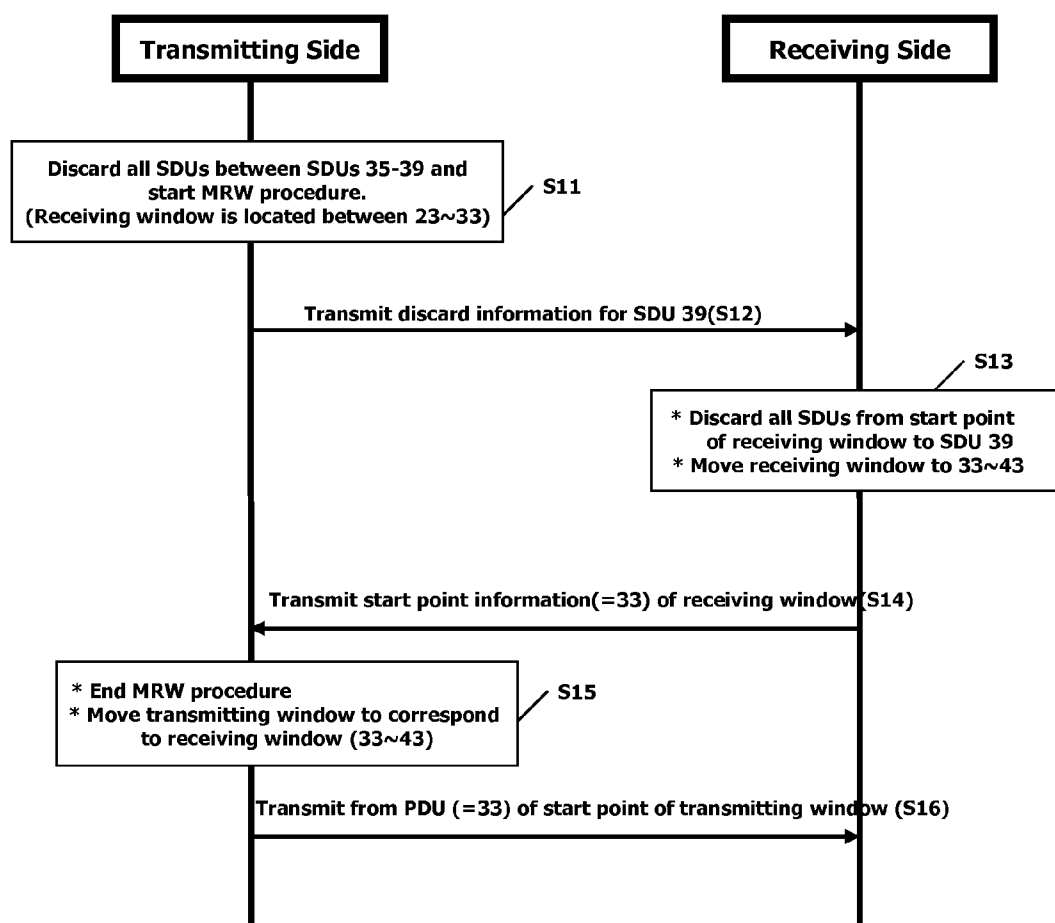 Transmitting Side
Receiving Side
Discard all SDUs between SDUs 35-39 and
start MRW procedure.
(Receiving window is located between 23~33)
S11
Transmit discard information for SDU 39(S12)
S13
* Discard all SDUs from start point
of receiving window to SDU 39
* Move receiving window to 33~43
Transmit start point information(=33) of receiving window(S14)
* End MRW procedure
* Move transmitting window to correspond
to receiving window (33~43)
S15
Transmit from PDU (=33) of start point of transmitting window (S16)